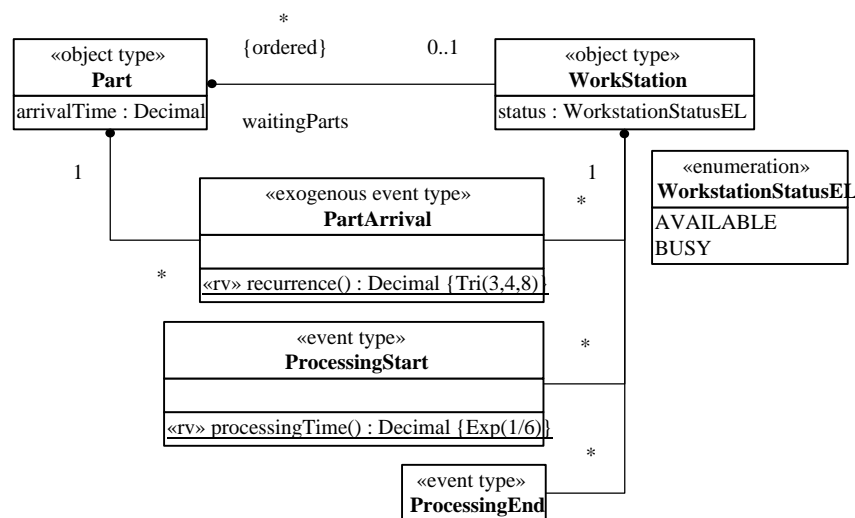 *
{ordered}
0..1
«object type»
Part
arrivalTime : Decimal
waitingParts
«object type»
WorkStation
status : WorkstationStatusEL
1
1
«enumeration»
WorkstationStatusEL
AVAILABLE
BUSY
«exogenous event type»
PartArrival
*
*
«rv» recurrence() : Decimal {Tri(3,4,8)}
«event type»
ProcessingStart
*
«rv» processingTime() : Decimal {Exp(1/6)}
*
«event type»
ProcessingEnd